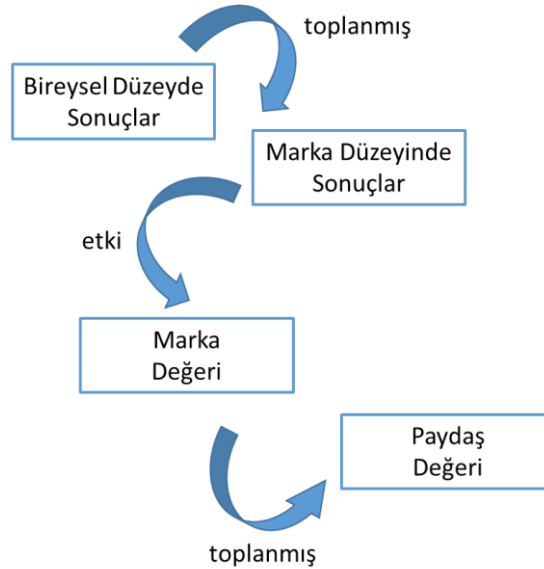 toplanmış
Bireysel Düzeyde
Sonuçlar
Marka Düzeyinde
Sonuçlar
etki
Marka
Değeri
Paydaş
Değeri
toplanmış